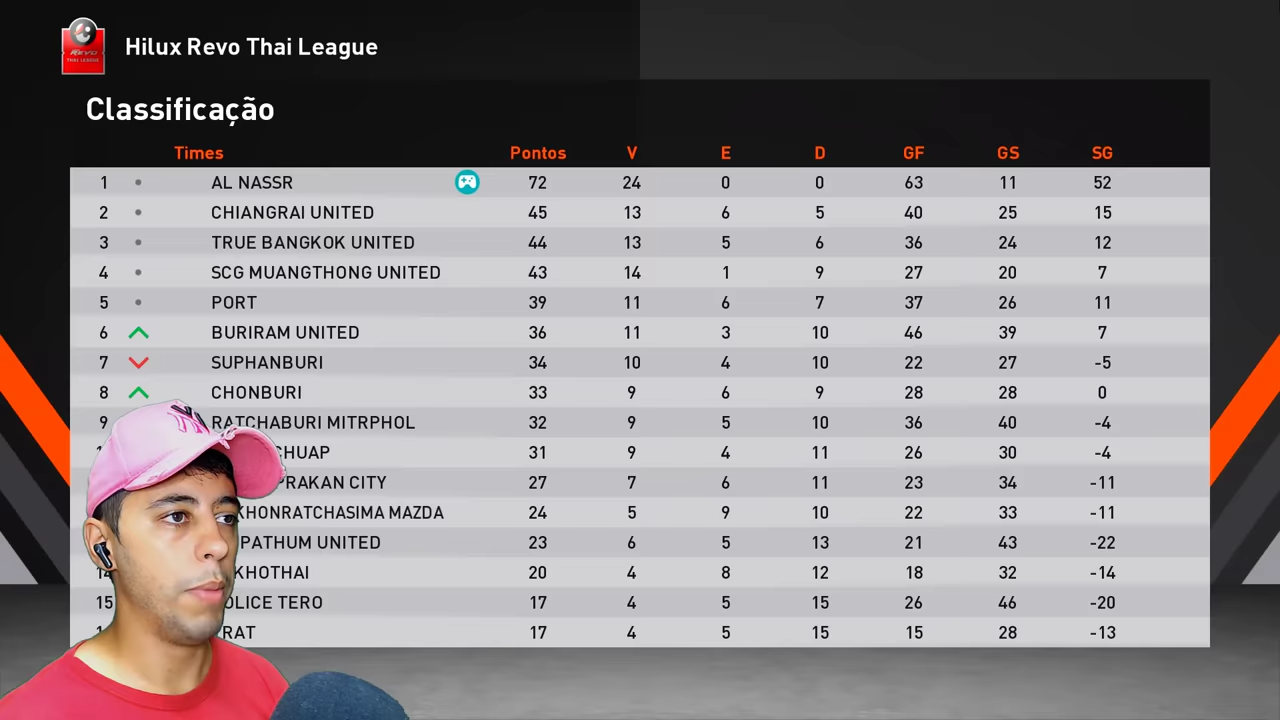 Hilux Revo Thai League
REVO
THAI LEAGUE
Classificação
Times Pontos V E D GF GS SG
1 AL NASSR 72 24 0 0 63 11 52
2 CHIANGRAI UNITED 45 13 6 5 40 25 15
3 TRUE BANGKOK UNITED 44 13 5 6 36 24 12
4 SCG MUANGTHONG UNITED 43 14 1 9 27 20 7
5 PORT 39 11 6 7 37 26 11
6 BURIRAM UNITED 36 11 3 10 46 39 7
7 SUPHANBURI 34 10 4 10 22 27 -5
8 CHONBURI 33 9 6 9 28 28 0
9 RATCHABURI MITRPHOL 32 9 5 10 36 40 -4
CHUAP 31 9 4 11 26 30 -4
PRAKAN CITY 27 7 6 11 23 34 -11
KHONRATCHASIMA MAZDA 24 5 9 10 22 33 -11
PATHUM UNITED 23 6 5 13 21 43 -22
14 KHOTHAI 20 4 8 12 18 32 -14
15 OLICE TERO 17 4 5 15 26 46 -20
RAT 17 4 5 15 15 28 -13